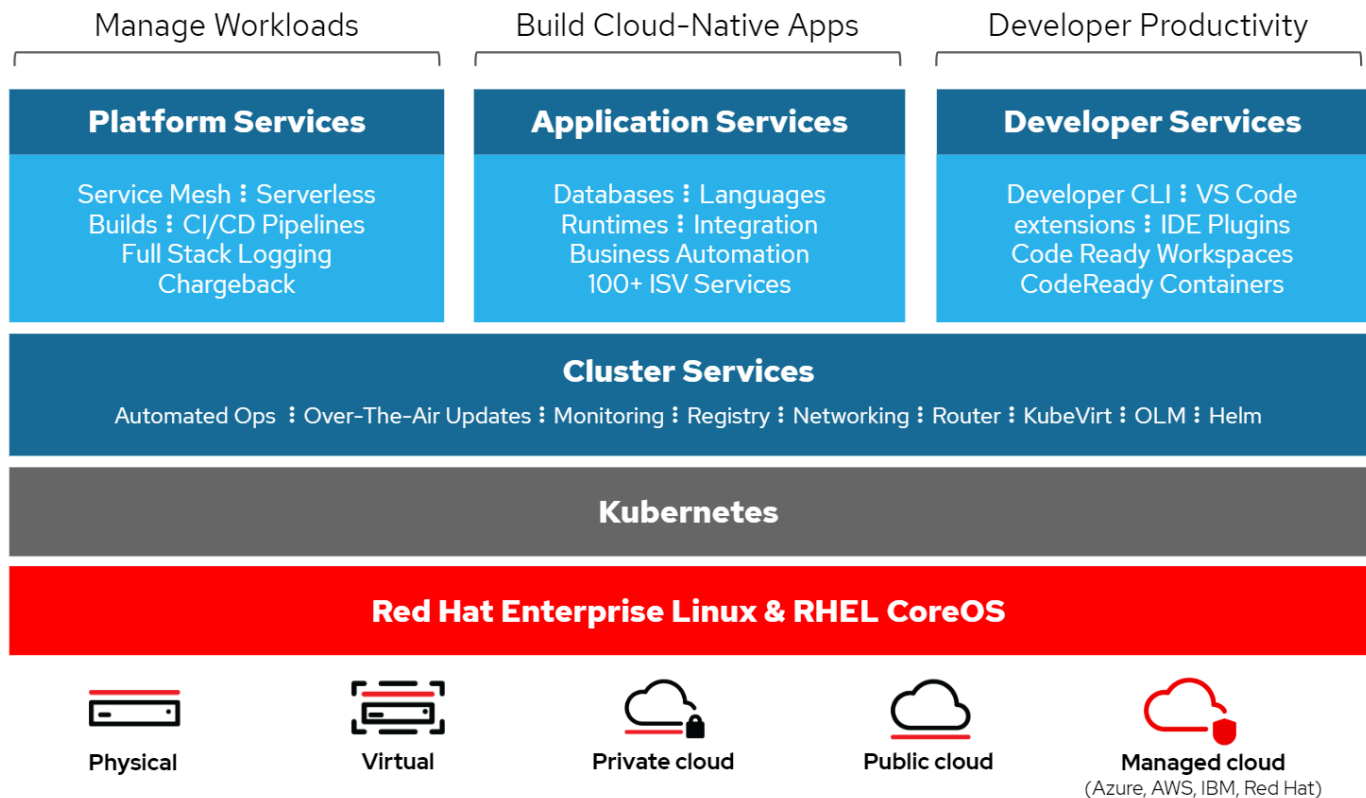 Manage Workloads
Build Cloud-Native Apps
Developer Productivity
Platform Services
Service Mesh ⁝ Serverless
Builds ⁝ CI/CD Pipelines
Full Stack Logging
Chargeback
Application Services
Databases ⁝ Languages
Runtimes ⁝ Integration
Business Automation
100+ ISV Services
Developer Services
Developer CLI ⁝ VS Code
extensions ⁝ IDE Plugins
Code Ready Workspaces
CodeReady Containers
Cluster Services
Automated Ops ⁝ Over-The-Air Updates ⁝ Monitoring ⁝ Registry ⁝ Networking ⁝ Router ⁝ KubeVirt ⁝ OLM ⁝ Helm
Kubernetes
Red Hat Enterprise Linux & RHEL CoreOS
Physical
Virtual
Private cloud
Public cloud
Managed cloud
(Azure, AWS, IBM, Red Hat)